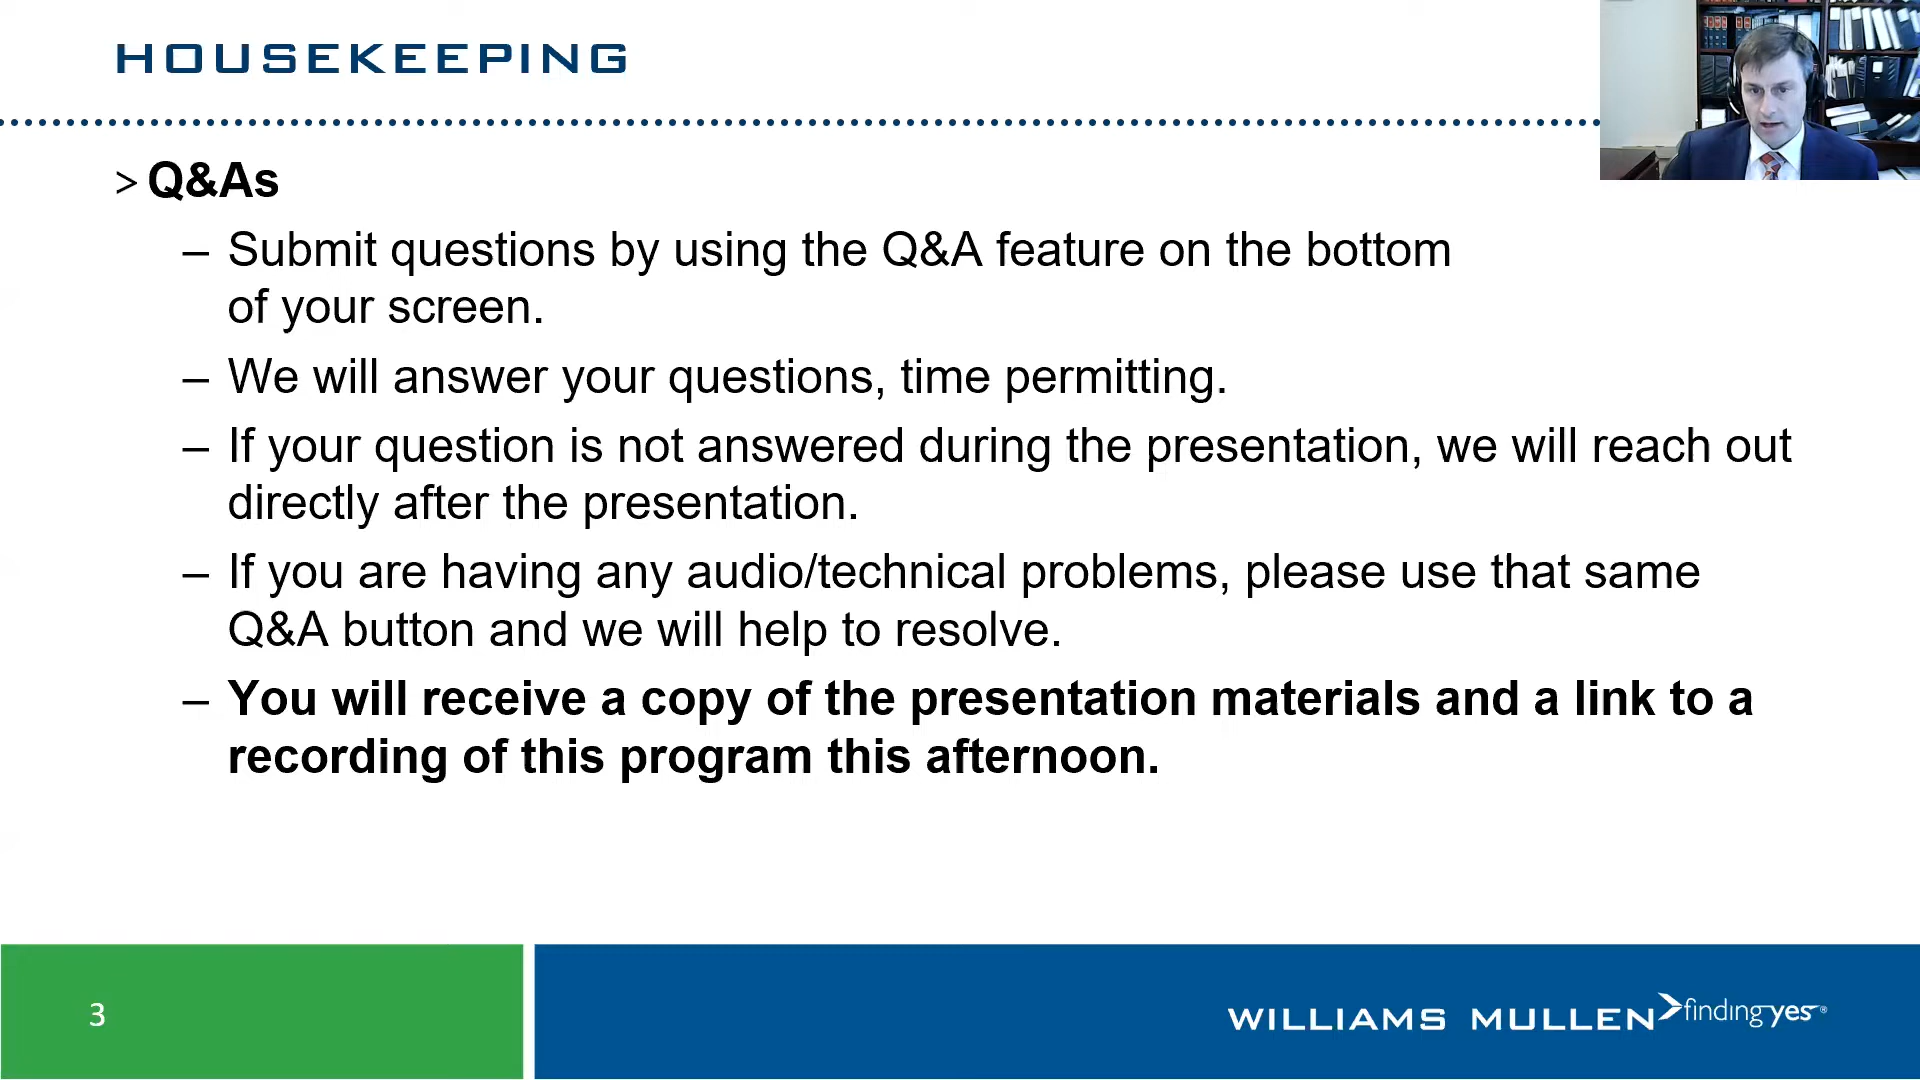 HOUSEKEEPING
> Q&As
– Submit questions by using the Q&A feature on the bottom
of your screen.
– We will answer your questions, time permitting.
– If your question is not answered during the presentation, we will reach out
directly after the presentation.
– If you are having any audio/technical problems, please use that same
Q&A button and we will help to resolve.
– You will receive a copy of the presentation materials and a link to a
recording of this program this afternoon.
3
WILLIAMS MULLEN finding yes®